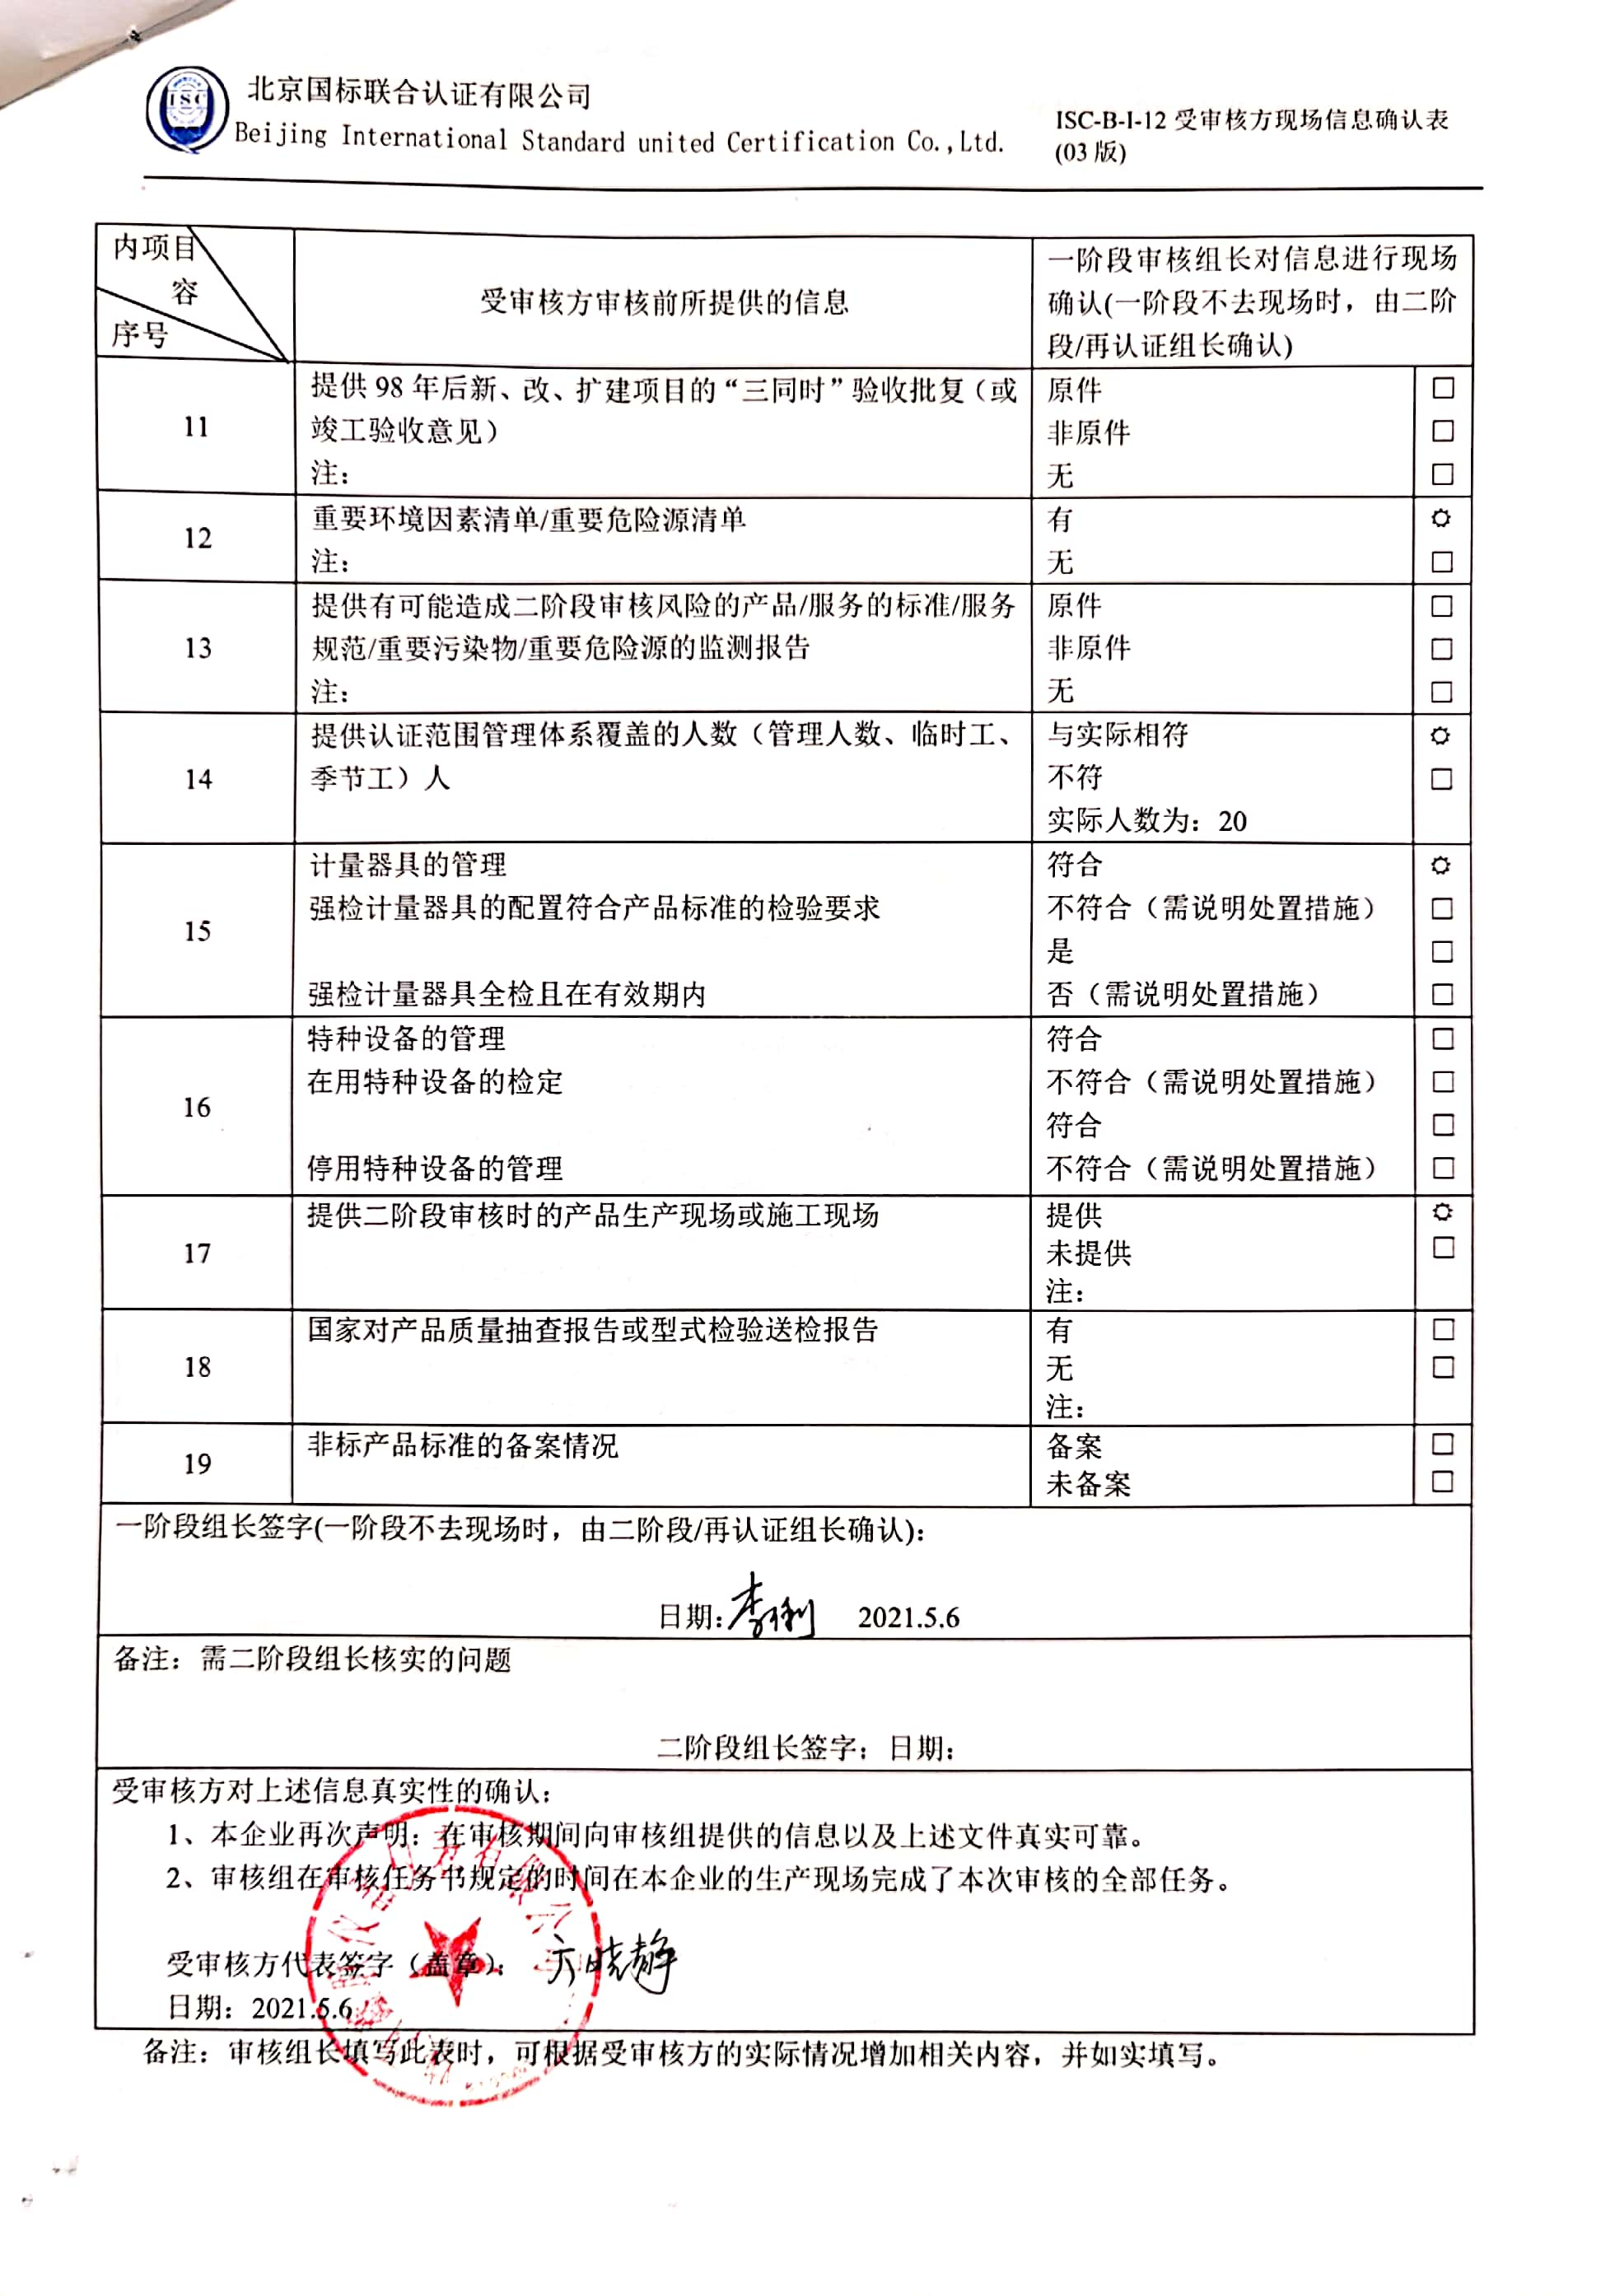 北京国标联合认证有限公司
Beijing International Standard united Certification Co.,Ltd.
ISC-B-I-12 受审核方现场信息确认表
(03 版)
ISC
内项目
容
序号
受审核方审核前所提供的信息
一阶段审核组长对信息进行现场
确认(一阶段不去现场时，由二阶
段/再认证组长确认)
11
提供 98 年后新、改、扩建项目的“三同时”验收批复（或
竣工验收意见）
注：
原件 □
非原件 □
无 □
12
重要环境因素清单/重要危险源清单
注：
有
无 □
13
提供有可能造成二阶段审核风险的产品/服务的标准/服务
规范/重要污染物/重要危险源的监测报告
注：
原件 □
非原件 □
无 □
14
提供认证范围管理体系覆盖的人数（管理人数、临时工、
季节工）人
与实际相符
不符 □
实际人数为：20
15
计量器具的管理
强检计量器具的配置符合产品标准的检验要求
强检计量器具全检且在有效期内
符合
不符合（需说明处置措施） □
是 □
否（需说明处置措施） □
16
特种设备的管理
在用特种设备的检定
停用特种设备的管理
符合 □
不符合（需说明处置措施） □
符合 □
不符合（需说明处置措施） □
17
提供二阶段审核时的产品生产现场或施工现场
提供
未提供 □
注：
18
国家对产品质量抽查报告或型式检验送检报告
有 □
无 □
注：
19
非标产品标准的备案情况
备案 □
未备案 □
一阶段组长签字(一阶段不去现场时，由二阶段/再认证组长确认)：
日期： 2021.5.6
备注：需二阶段组长核实的问题
二阶段组长签字：日期：
受审核方对上述信息真实性的确认：
1、本企业再次声明：在审核期间向审核组提供的信息以及上述文件真实可靠。
2、审核组在审核任务书规定的时间在本企业的生产现场完成了本次审核的全部任务。
受审核方代表签字（盖章）：
日期：2021.5.6
备注：审核组长填写此表时，可根据受审核方的实际情况增加相关内容，并如实填写。